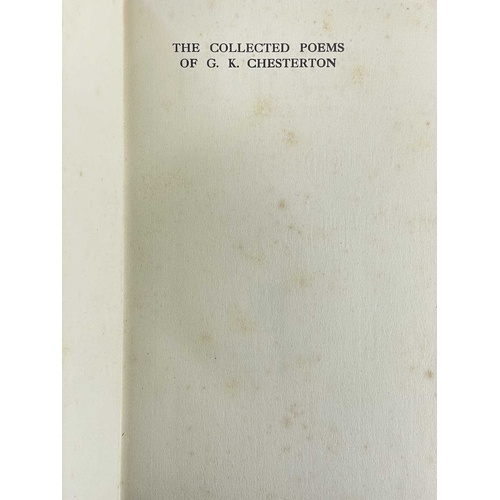 THE COLLECTED POEMS
OF G. K. CHESTERTON